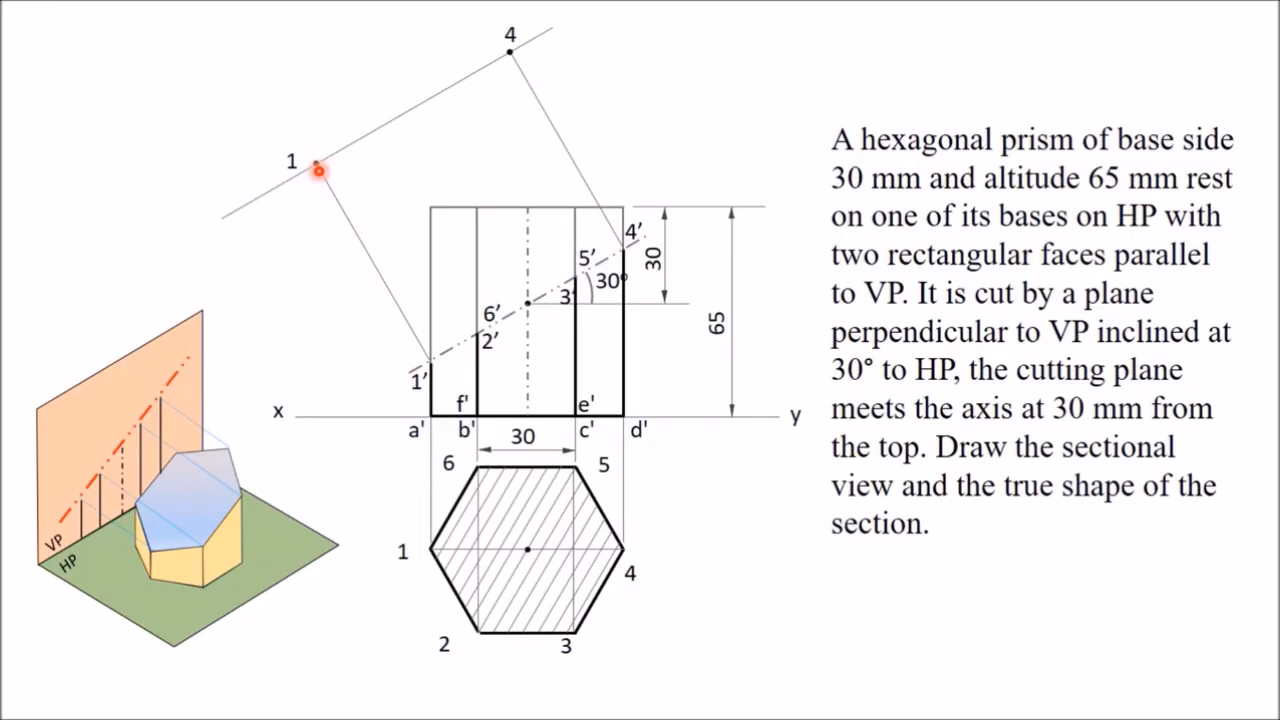 4
1
4'
5'
30°
30
3'
6'
2'
65
1'
f'
e'
x
y
a'
b'
c'
d'
30
6
5
1
4
2
3
VP
HP
A hexagonal prism of base side
30 mm and altitude 65 mm rest
on one of its bases on HP with
two rectangular faces parallel
to VP. It is cut by a plane
perpendicular to VP inclined at
30° to HP, the cutting plane
meets the axis at 30 mm from
the top. Draw the sectional
view and the true shape of the
section.